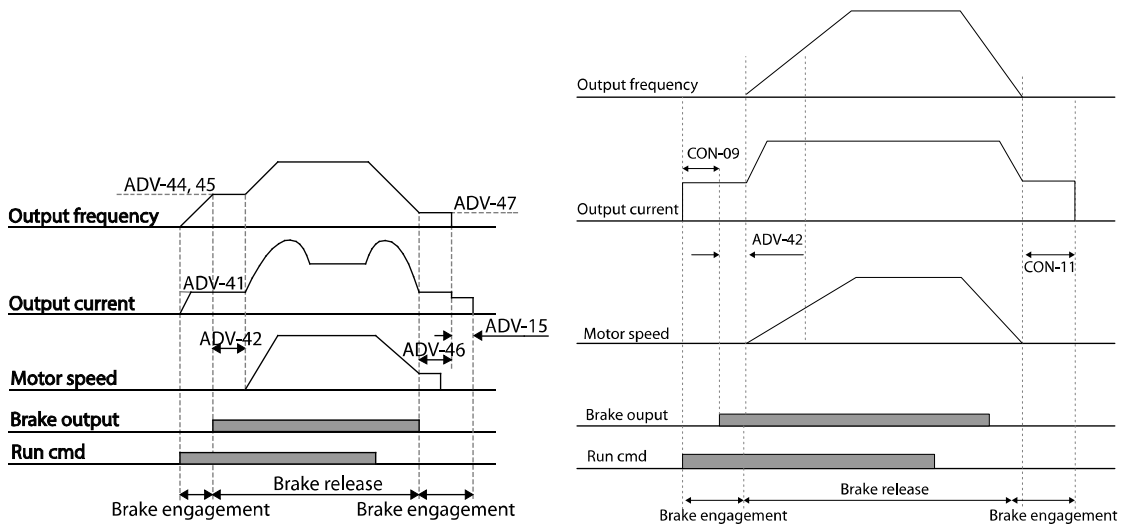 ADV-44, 45
Output frequency
ADV-47
ADV-41
Output current
ADV-15
ADV-42
ADV-46
Motor speed
Brake output
Run cmd
Brake release
Brake engagement
Brake engagement
Output frequency
CON-09
Output current
ADV-42
CON-11
Motor speed
Brake ouput
Run cmd
Brake release
Brake engagement
Brake engagement